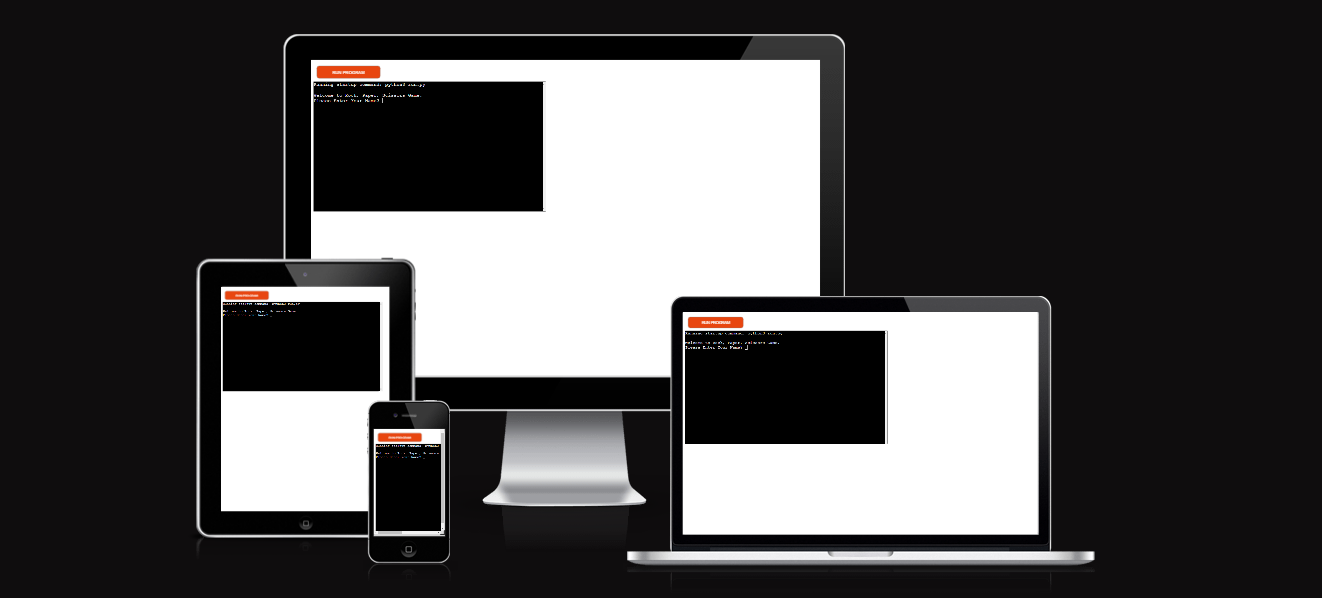 RUN PROGRAM
Running startup command: python3 run.py
Welcome to Rock, Paper, Scissors Game.
Please Enter Your Name?
RUN PROGRAM
RUN PROGRAM
Running startup command: python3 run.py
Welcome to Rock, Paper, Scissors Game.
Please Enter Your Name?
RUN PROGRAM